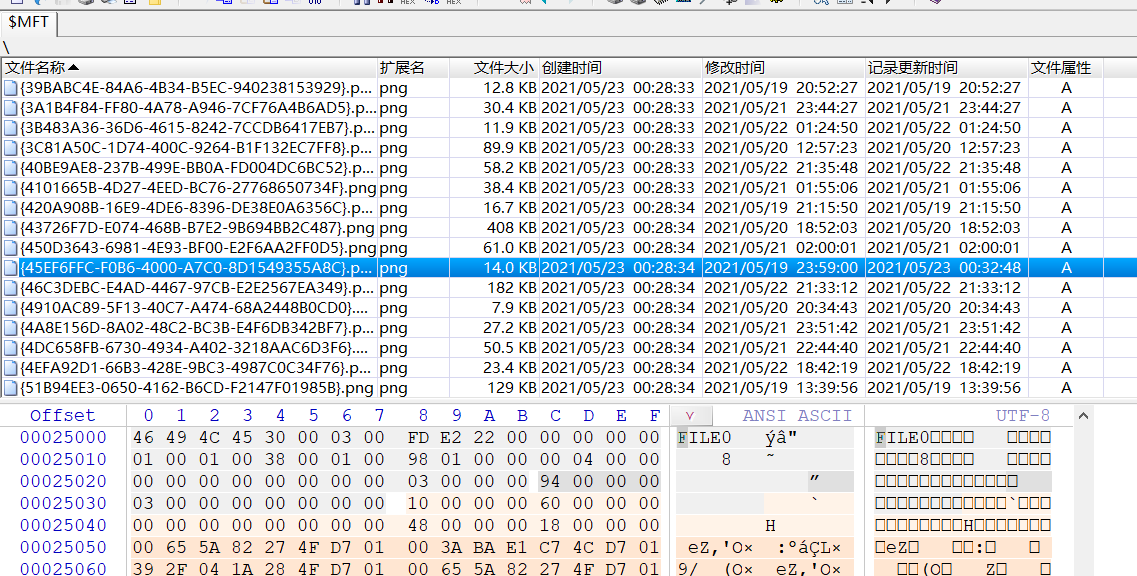 $MFT
\
文件名称 扩展名 文件大小 创建时间 修改时间 记录更新时间 文件属性
{39BABC4E-84A6-4B34-B5EC-940238153929}.p... png 12.8 KB 2021/05/23 00:28:33 2021/05/19 20:52:27 2021/05/19 20:52:27 A
{3A1B4F84-FF80-4A78-A946-7CF76A4B6AD5}.p... png 30.4 KB 2021/05/23 00:28:33 2021/05/21 23:44:27 2021/05/21 23:44:27 A
{3B483A36-36D6-4615-8242-7CCDB6417EB7}.p... png 11.9 KB 2021/05/23 00:28:33 2021/05/22 01:24:50 2021/05/22 01:24:50 A
{3C81A50C-1D74-400C-9264-B1F132EC7FF8}.p... png 89.9 KB 2021/05/23 00:28:33 2021/05/20 12:57:23 2021/05/20 12:57:23 A
{40BE9AE8-237B-499E-BB0A-FD004DC6BC52}.p... png 58.2 KB 2021/05/23 00:28:33 2021/05/22 21:35:48 2021/05/22 21:35:48 A
{4101665B-4D27-4EED-BC76-27768650734F}.png png 38.4 KB 2021/05/23 00:28:33 2021/05/21 01:55:06 2021/05/21 01:55:06 A
{420A908B-16E9-4DE6-8396-DE38E0A6356C}.p... png 16.7 KB 2021/05/23 00:28:34 2021/05/19 21:15:50 2021/05/19 21:15:50 A
{43726F7D-E074-468B-B7E2-9B694BB2C487}.png png 408 KB 2021/05/23 00:28:34 2021/05/20 18:52:03 2021/05/20 18:52:03 A
{450D3643-6981-4E93-BF00-E2F6AA2FF0D5}.png png 61.0 KB 2021/05/23 00:28:34 2021/05/21 02:00:01 2021/05/21 02:00:01 A
{45EF6FFC-F0B6-4000-A7C0-8D1549355A8C}.p... png 14.0 KB 2021/05/23 00:28:34 2021/05/19 23:59:00 2021/05/23 00:32:48 A
{46C3DEBC-E4AD-4467-97CB-E2E2567EA349}.p... png 182 KB 2021/05/23 00:28:34 2021/05/22 21:33:12 2021/05/22 21:33:12 A
{4910AC89-5F13-40C7-A474-68A2448B0CD0}.... png 7.9 KB 2021/05/23 00:28:34 2021/05/20 20:34:43 2021/05/20 20:34:43 A
{4A8E156D-8A02-48C2-BC3B-E4F6DB342BF7}.p... png 27.2 KB 2021/05/23 00:28:34 2021/05/21 23:51:42 2021/05/21 23:51:42 A
{4DC658FB-6730-4934-A402-3218AAC6D3F6}.... png 50.5 KB 2021/05/23 00:28:34 2021/05/21 22:44:40 2021/05/21 22:44:40 A
{4EFA92D1-66B3-428E-9BC3-4987C0C34F76}.p... png 23.4 KB 2021/05/23 00:28:34 2021/05/22 18:42:19 2021/05/22 18:42:19 A
{51B94EE3-0650-4162-B6CD-F2147F01985B}.png png 129 KB 2021/05/23 00:28:34 2021/05/19 13:39:56 2021/05/19 13:39:56 A
Offset 0 1 2 3 4 5 6 7 8 9 A B C D E F ANSI ASCII UTF-8
00025000 46 49 4C 45 30 00 03 00 FD E2 22 00 00 00 00 00 FILE0 ýâ" FILE0
00025010 01 00 01 00 38 00 01 00 98 01 00 00 00 04 00 00 8 ˜ 8
00025020 00 00 00 00 00 00 00 00 03 00 00 00 94 00 00 00 ”
00025030 03 00 00 00 00 00 00 00 10 00 00 00 60 00 00 00 ` `
00025040 00 00 00 00 00 00 00 00 48 00 00 00 18 00 00 00 H H
00025050 00 65 5A 82 27 4F D7 01 00 3A BA E1 C7 4C D7 01 eZ‚'O× :ºáÇL× eZ :
00025060 39 2F 04 1A 28 4F D7 01 00 65 5A 82 27 4F D7 01 9/ (O× eZ‚'O× (O Z